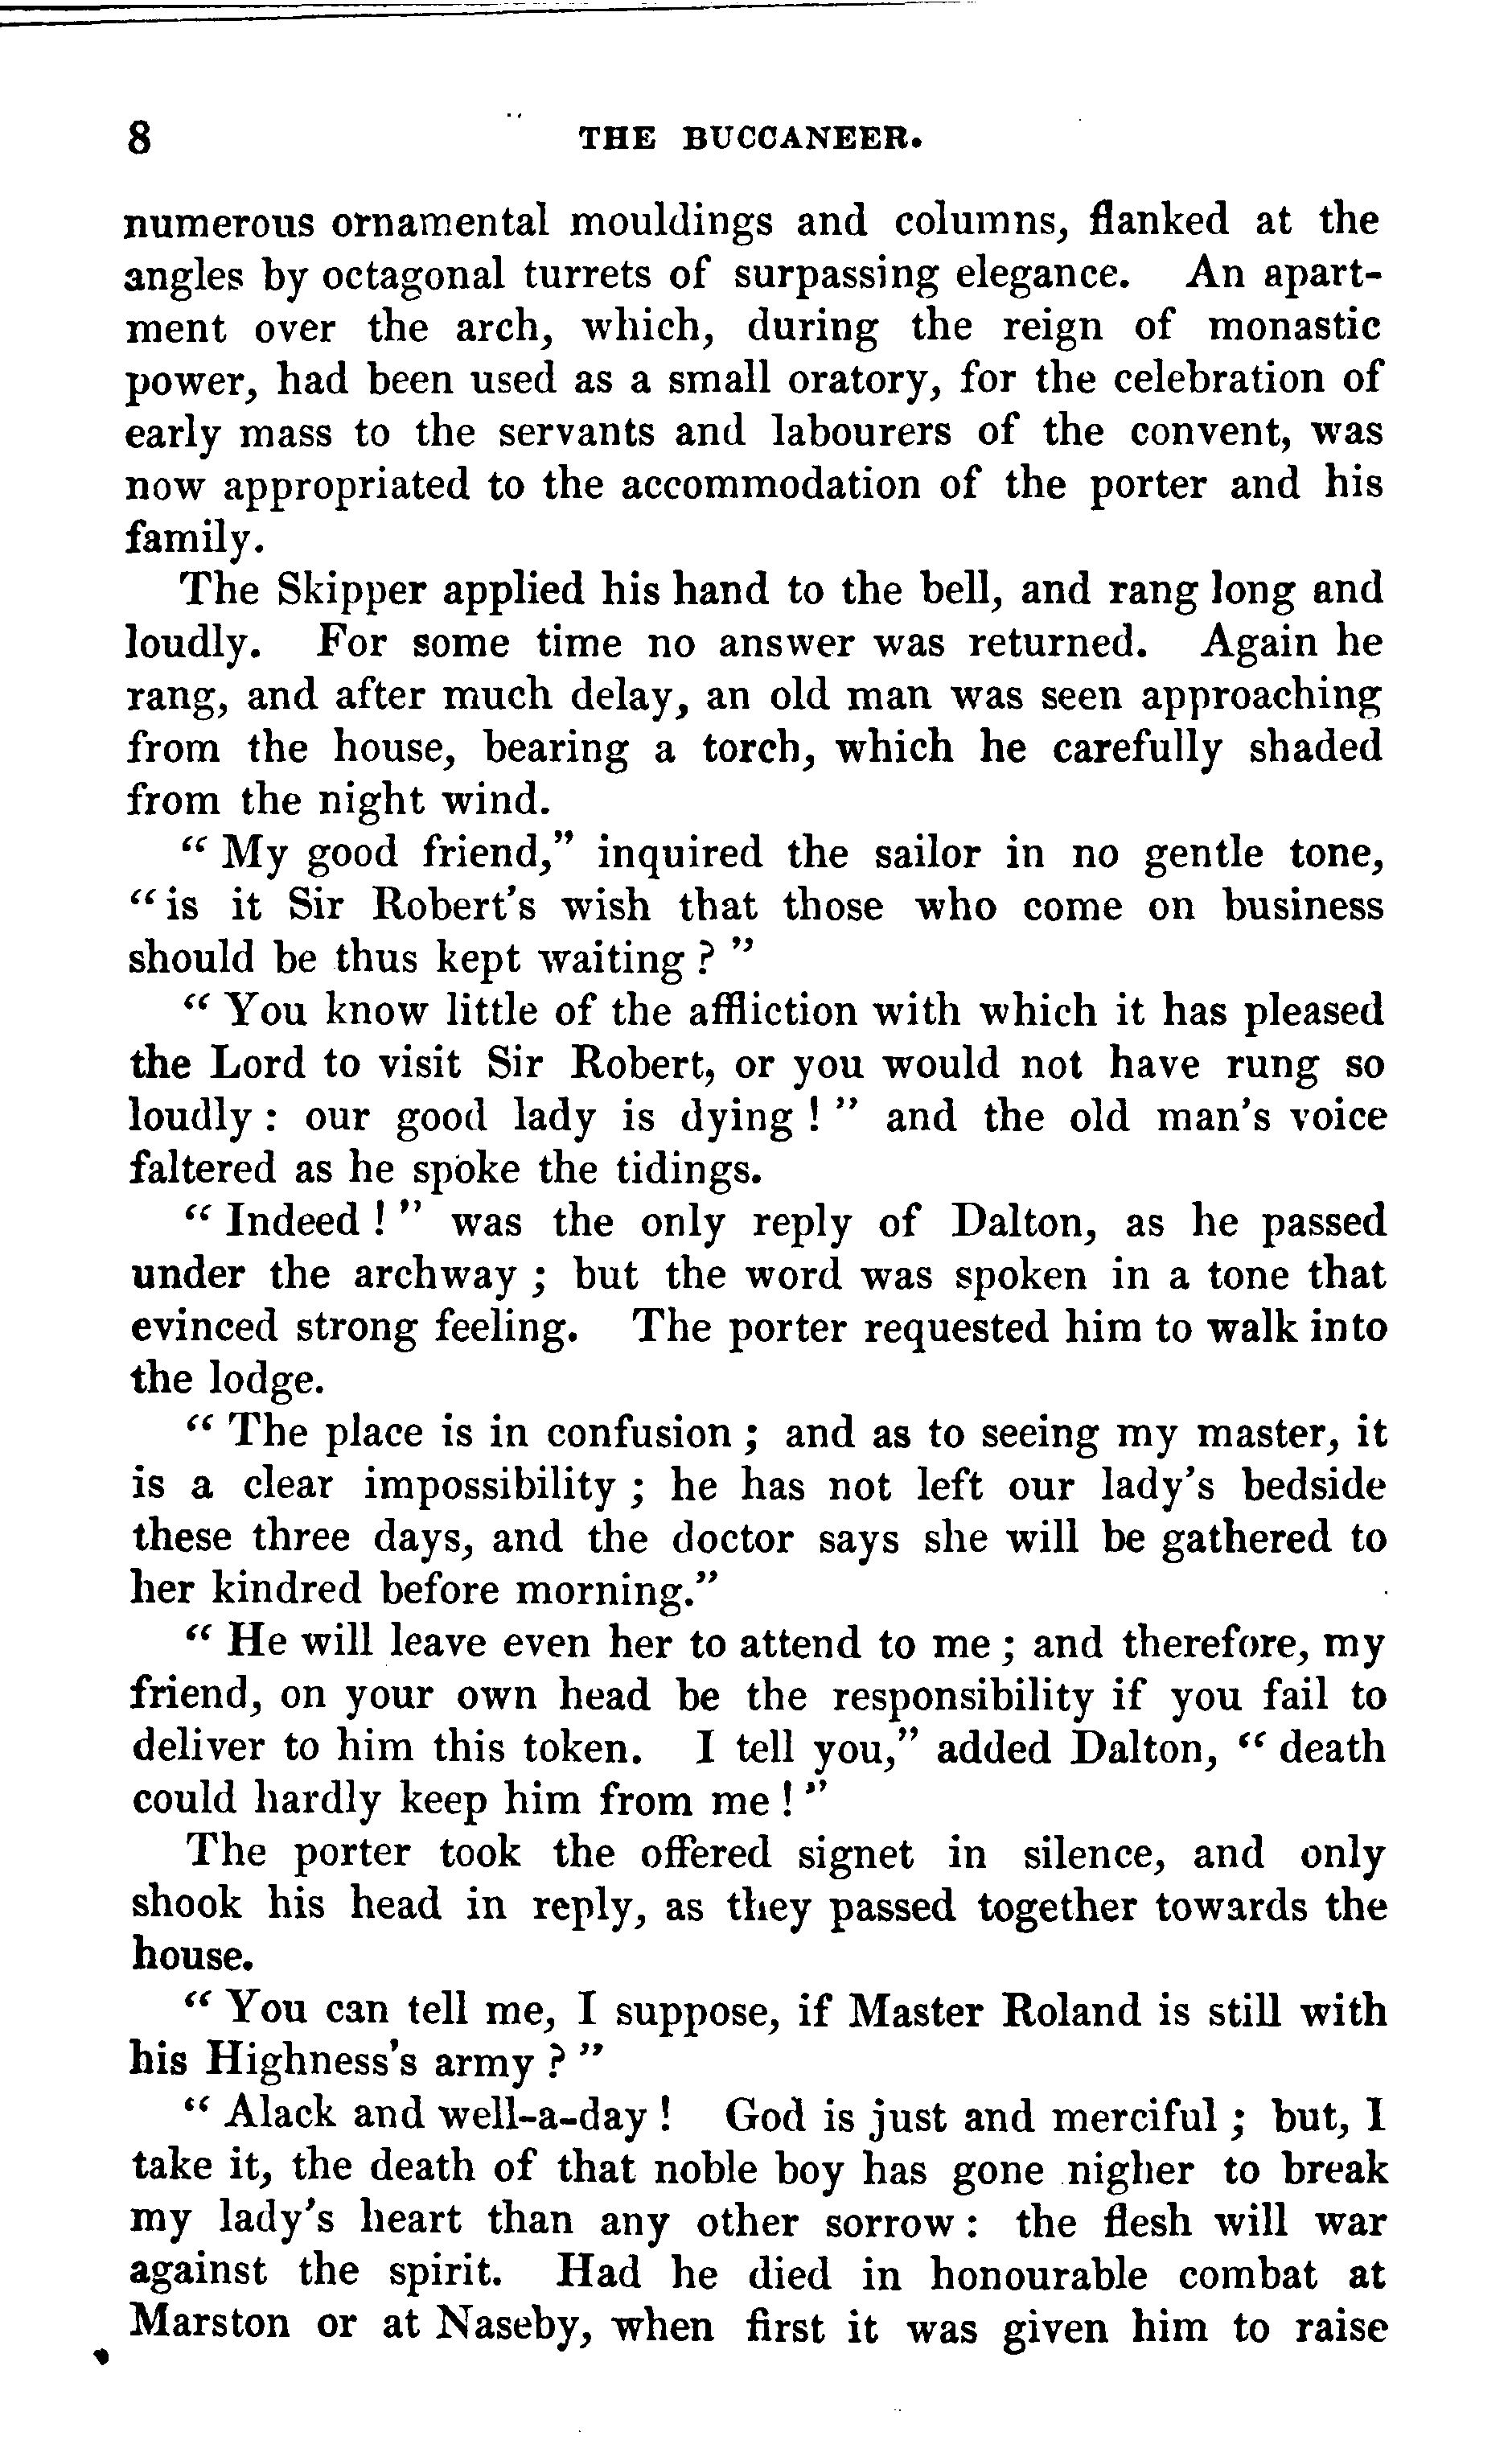 8 THE BUCCANEER.
numerous ornamental mouldings and columns, flanked at the
angles by octagonal turrets of surpassing elegance. An apart-
ment over the arch, which, during the reign of monastic
power, had been used as a small oratory, for the celebration of
early mass to the servants and labourers of the convent, was
now appropriated to the accommodation of the porter and his
family.
The Skipper applied his hand to the bell, and rang long and
loudly. For some time no answer was returned. Again he
rang, and after much delay, an old man was seen approaching
from the house, bearing a torch, which he carefully shaded
from the night wind.
“ My good friend,” inquired the sailor in no gentle tone,
“ is it Sir Robert's wish that those who come on business
should be thus kept waiting ? ”
“ You know little of the affliction with which it has pleased
the Lord to visit Sir Robert, or you would not have rung so
loudly : our good lady is dying ! ” and the old man's voice
faltered as he spoke the tidings.
“ Indeed ! ” was the only reply of Dalton, as he passed
under the archway ; but the word was spoken in a tone that
evinced strong feeling. The porter requested him to walk into
the lodge.
“ The place is in confusion ; and as to seeing my master, it
is a clear impossibility ; he has not left our lady's bedside
these three days, and the doctor says she will be gathered to
her kindred before morning.”
“ He will leave even her to attend to me ; and therefore, my
friend, on your own head be the responsibility if you fail to
deliver to him this token. I tell you,” added Dalton, “ death
could hardly keep him from me ! ”
The porter took the offered signet in silence, and only
shook his head in reply, as they passed together towards the
house.
“ You can tell me, I suppose, if Master Roland is still with
his Highness's army ? ”
“ Alack and well-a-day ! God is just and merciful ; but, I
take it, the death of that noble boy has gone nigher to break
my lady's heart than any other sorrow : the flesh will war
against the spirit. Had he died in honourable combat at
Marston or at Naseby, when first it was given him to raise